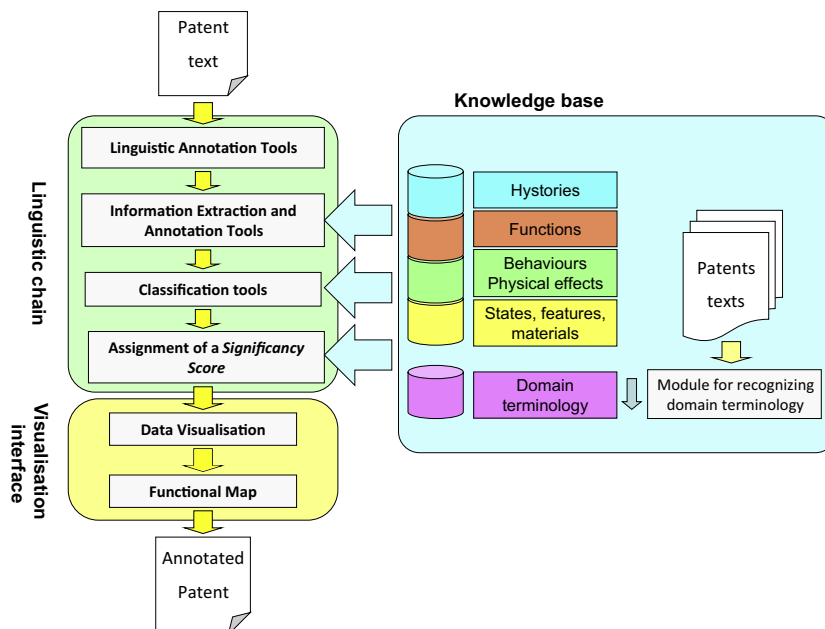 Patent
text
Linguistic chain
Linguistic Annotation Tools
Information Extraction and
Annotation Tools
Classification tools
Assignment of a Significancy
Score
Visualisation
interface
Data Visualisation
Functional Map
Annotated
Patent
Knowledge base
Hystories
Functions
Behaviours
Physical effects
States, features,
materials
Domain
terminology
Patents
texts
Module for recognizing
domain terminology